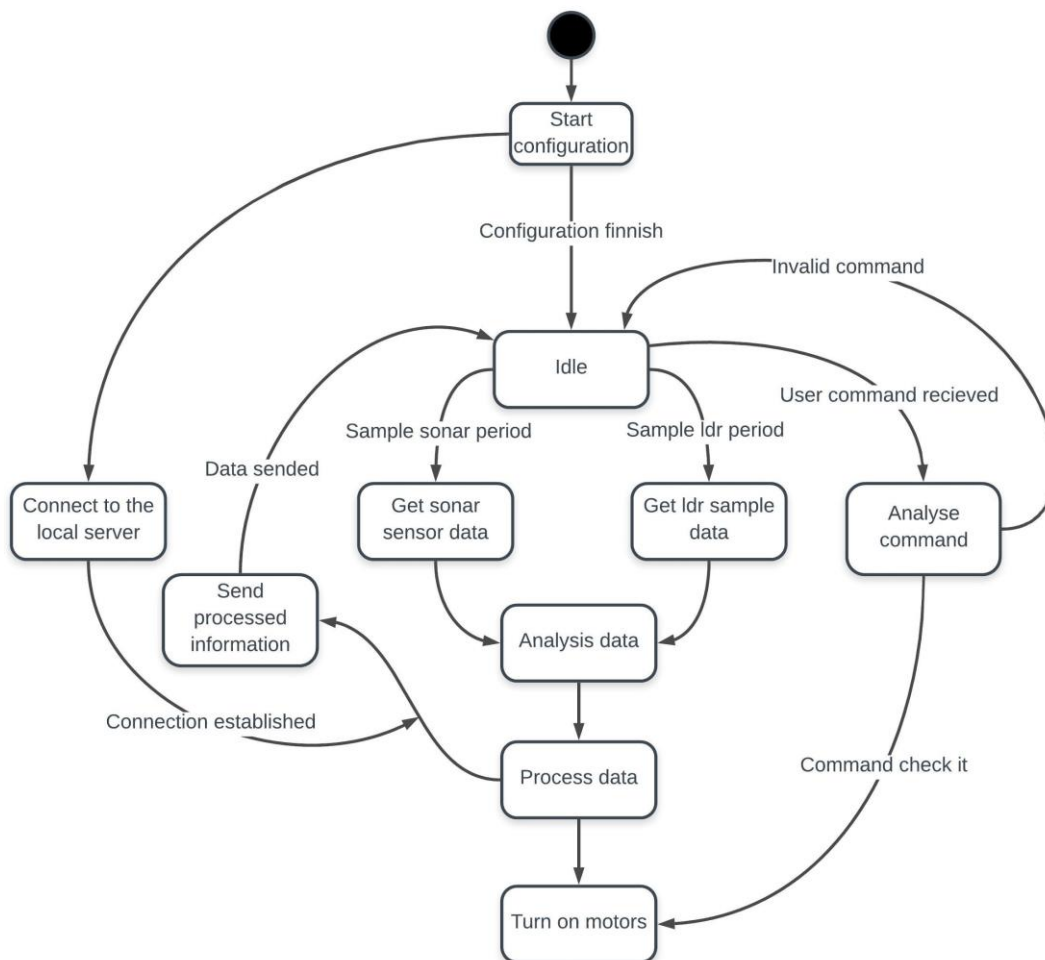 Start
configuration
Configuration finnish
Invalid command
Idle
User command recieved
Sample sonar period
Sample ldr period
Data sended
Connect to the
local server
Get sonar
sensor data
Get ldr sample
data
Analyse
command
Send
processed
information
Analysis data
Connection established
Process data
Command check it
Turn on motors